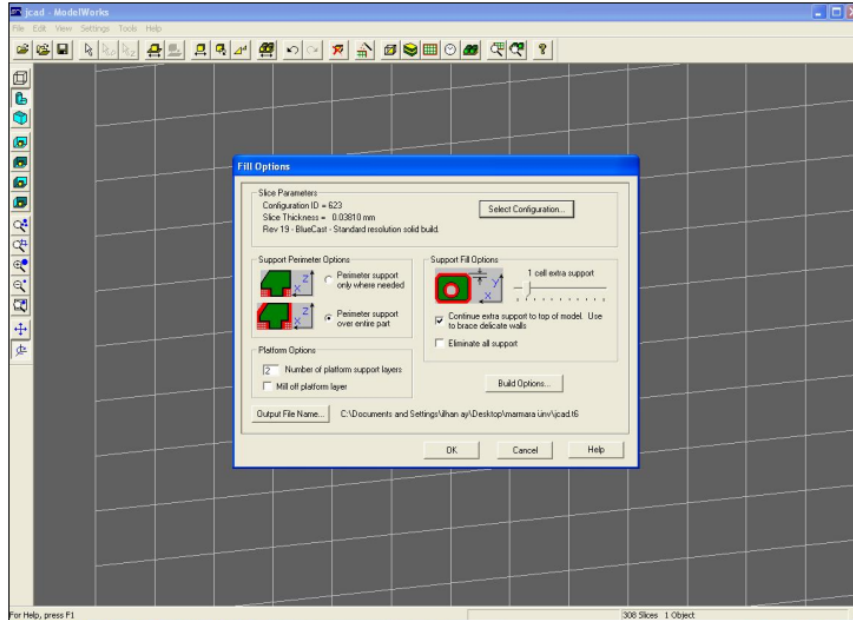 jcad - ModelWorks
File Edit View Settings Tools Help
Fill Options
Slice Parameters
Configuration ID = 623
Slice Thickness = 0.03810 mm
Rev 19 - BlueCast - Standard resolution solid build.
Select Configuration...
Support Perimeter Options
Perimeter support
only where needed
Perimeter support
over entire part
Support Fill Options
1 cell extra support
Continue extra support to top of model. Use
to brace delicate walls
Eliminate all support
Platform Options
2 Number of platform support layers
Mill off platform layer
Build Options...
Output File Name... C:\Documents and Settings\ilhan ay\Desktop\marmara ünv\jcad.t6
OK Cancel Help
For Help, press F1
308 Slices 1 Object